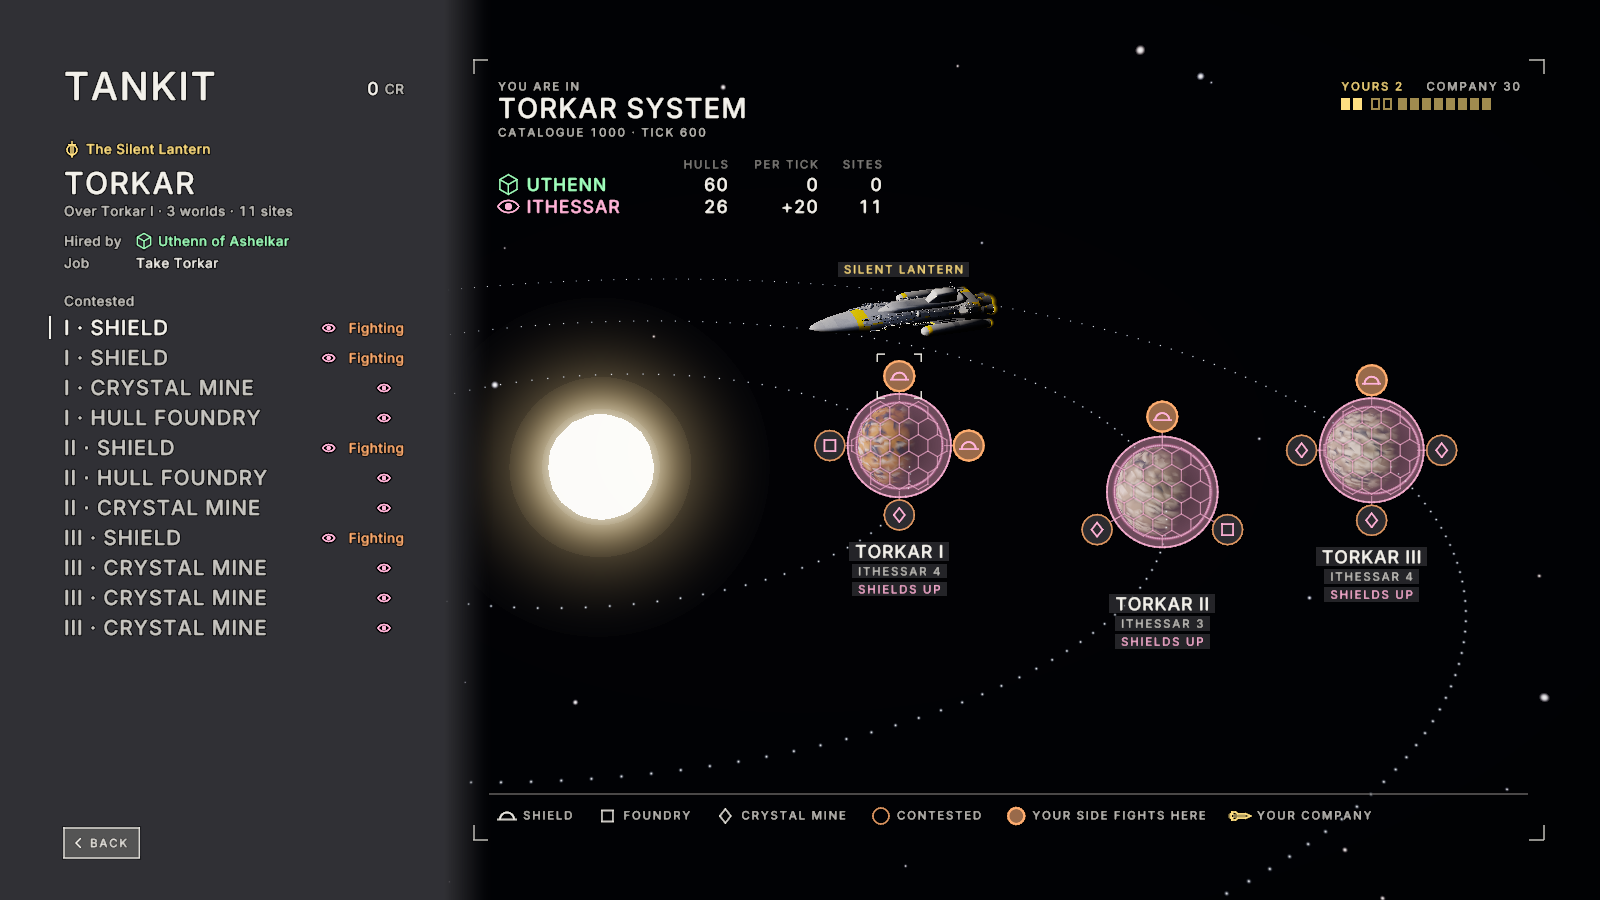 TANKIT
0 CR
The Silent Lantern
TORKAR
Over Torkar I · 3 worlds · 11 sites
Hired by Uthenn of Ashelkar
Job Take Torkar
Contested
I · SHIELD Fighting
I · SHIELD Fighting
I · CRYSTAL MINE
I · HULL FOUNDRY
II · SHIELD Fighting
II · HULL FOUNDRY
II · CRYSTAL MINE
III · SHIELD Fighting
III · CRYSTAL MINE
III · CRYSTAL MINE
III · CRYSTAL MINE
BACK
YOU ARE IN
TORKAR SYSTEM
CATALOGUE 1000 · TICK 600
HULLS PER TICK SITES
UTHENN 60 0 0
ITHESSAR 26 +20 11
YOURS 2 COMPANY 30
SILENT LANTERN
TORKAR I
ITHESSAR 4
SHIELDS UP
TORKAR II
ITHESSAR 3
SHIELDS UP
TORKAR III
ITHESSAR 4
SHIELDS UP
SHIELD FOUNDRY CRYSTAL MINE CONTESTED YOUR SIDE FIGHTS HERE YOUR COMPANY